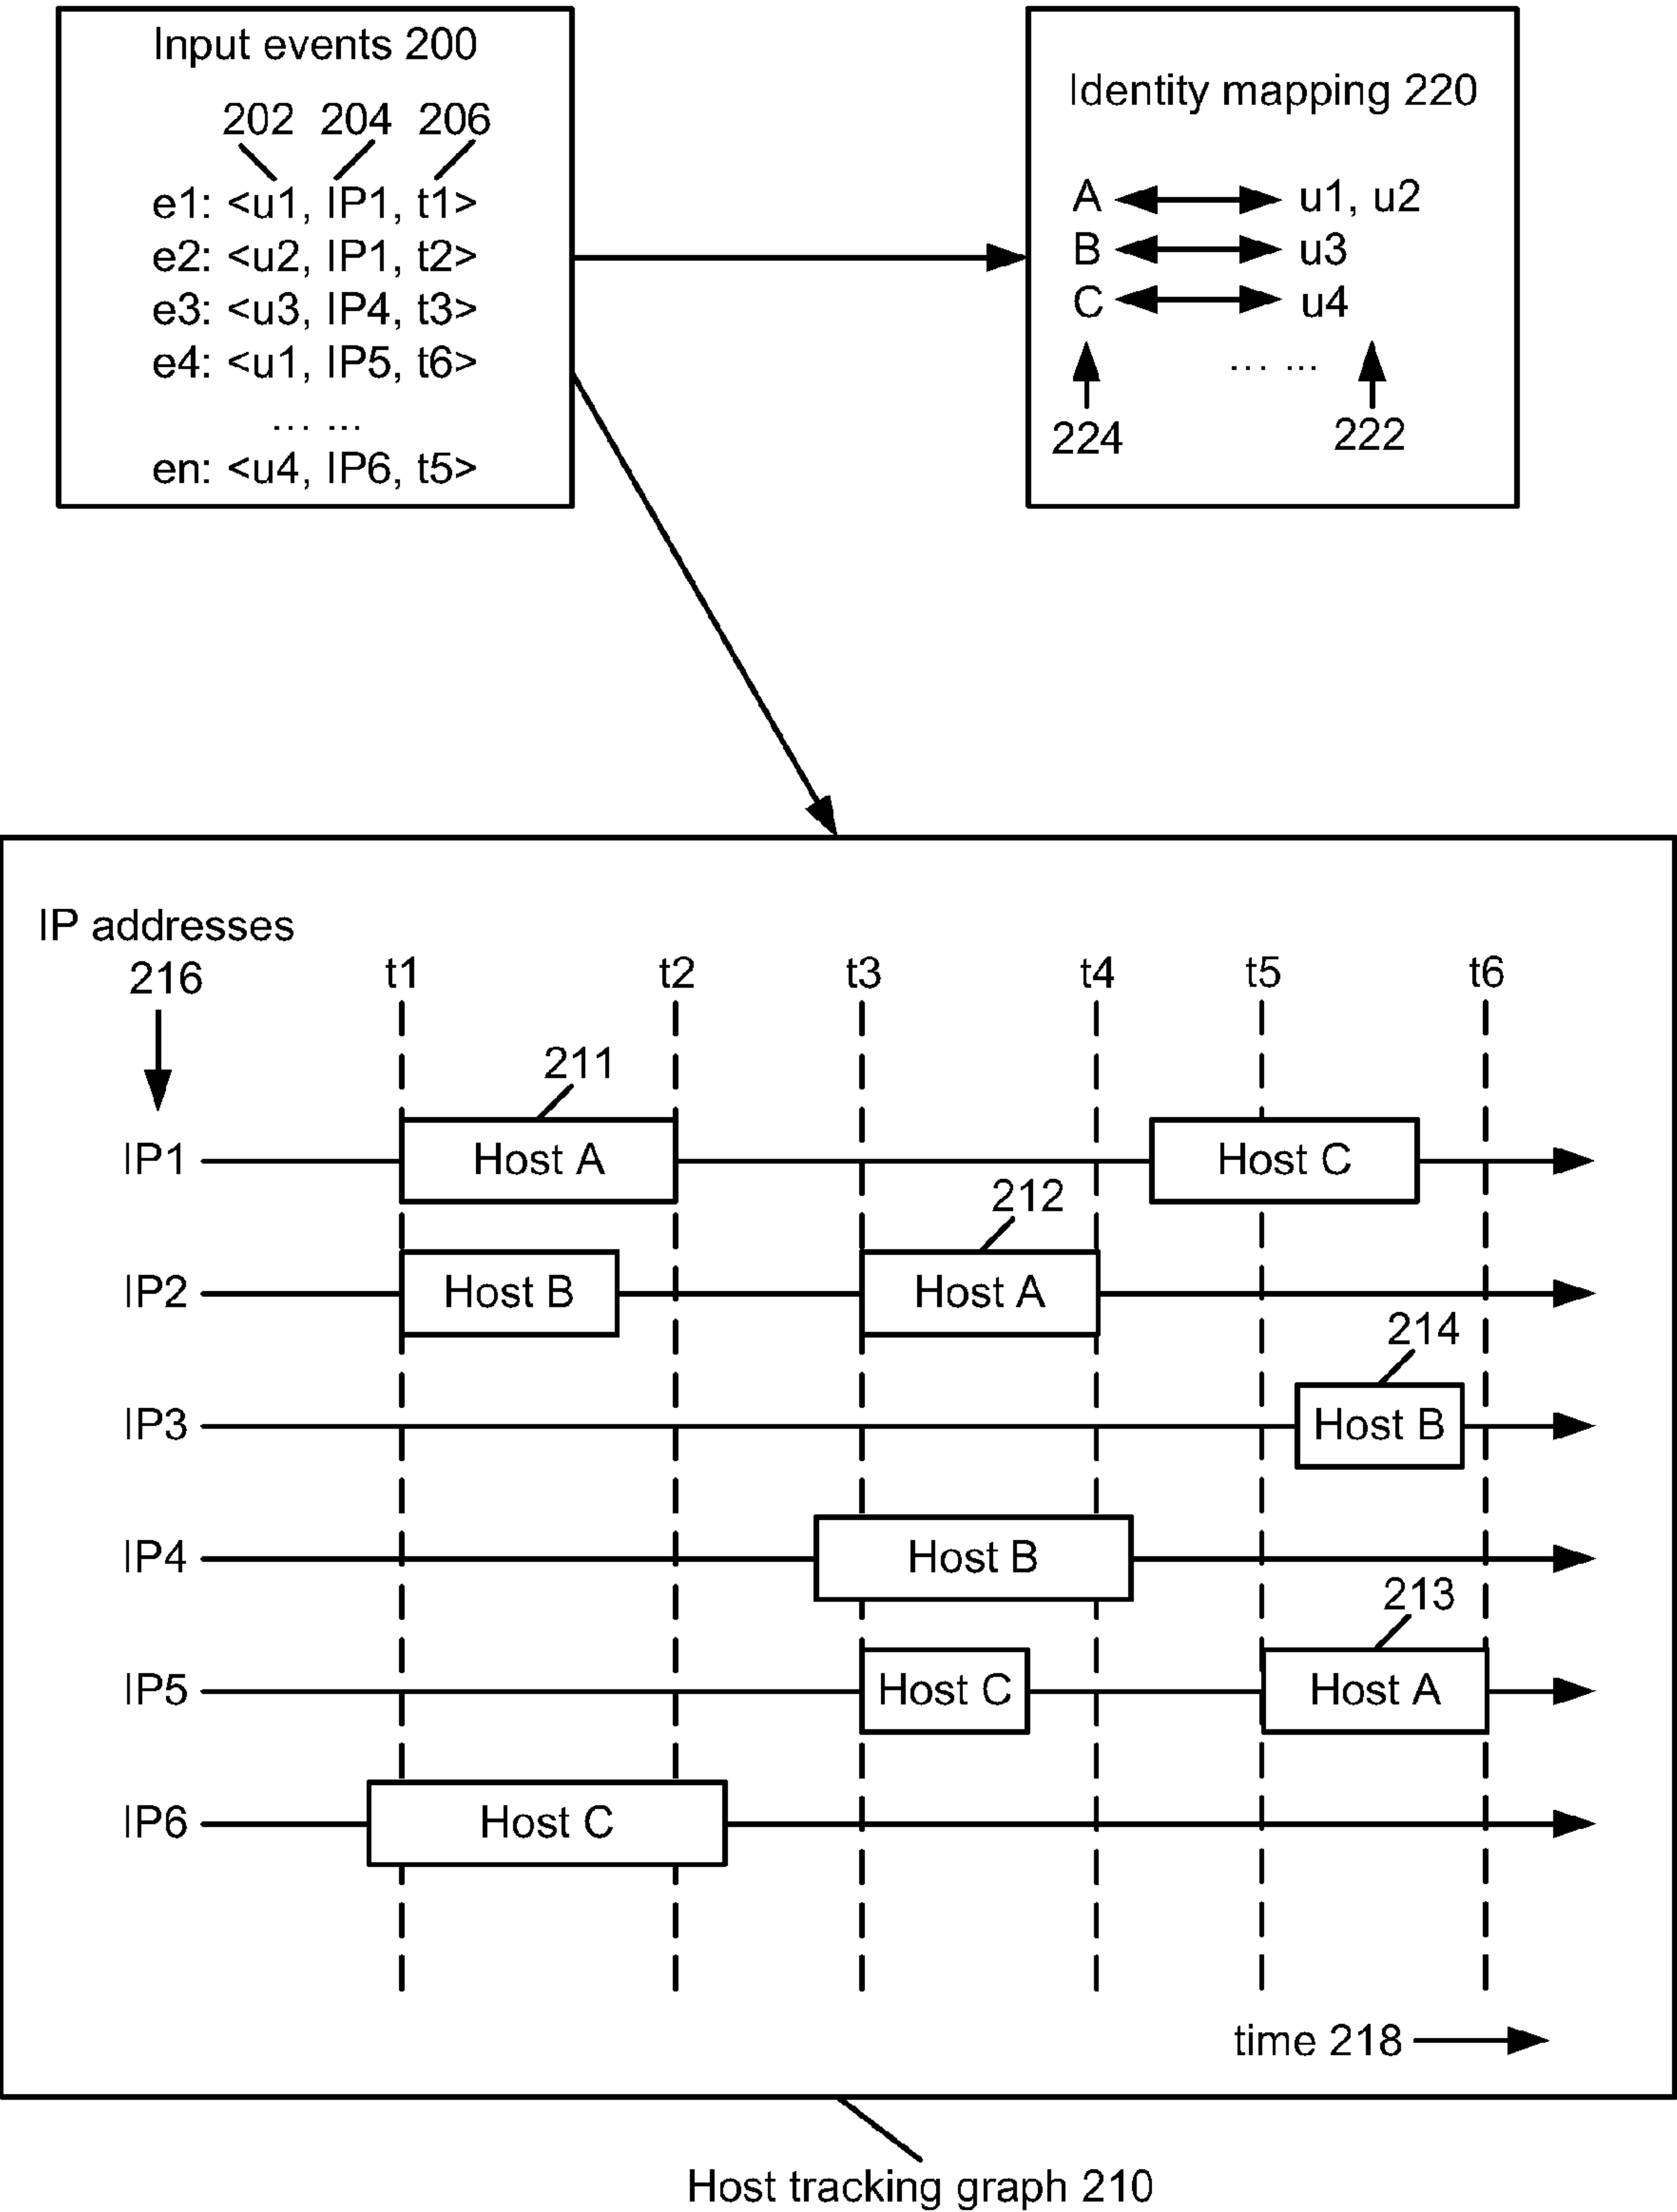 Input events 200
202 204 206
e1: <u1, IP1, t1>
e2: <u2, IP1, t2>
e3: <u3, IP4, t3>
e4: <u1, IP5, t6>
... ...
en: <u4, IP6, t5>
Identity mapping 220
A u1, u2
B u3
C u4
... ...
224 222
IP addresses
216 t1 t2 t3 t4 t5 t6
211
IP1 Host A Host C
212
IP2 Host B Host A
214
IP3 Host B
IP4 Host B
213
IP5 Host C Host A
IP6 Host C
time 218
Host tracking graph 210